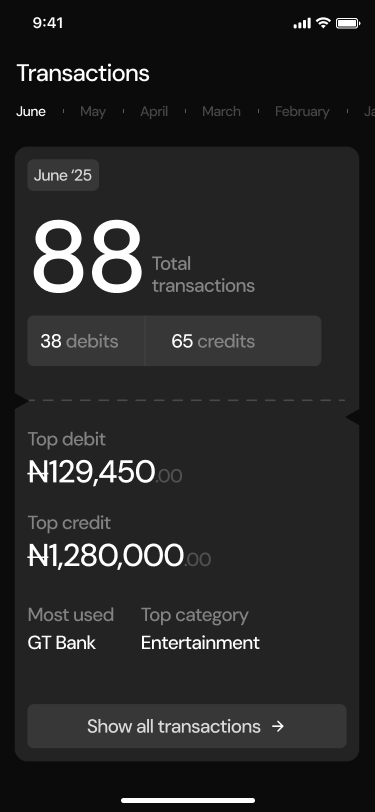 9:41
Transactions
June May April March February
June ‘25
88 Total
transactions
38 debits 65 credits
Top debit
₦129,450.00
Top credit
₦1,280,000.00
Most used Top category
GT Bank Entertainment
Show all transactions →